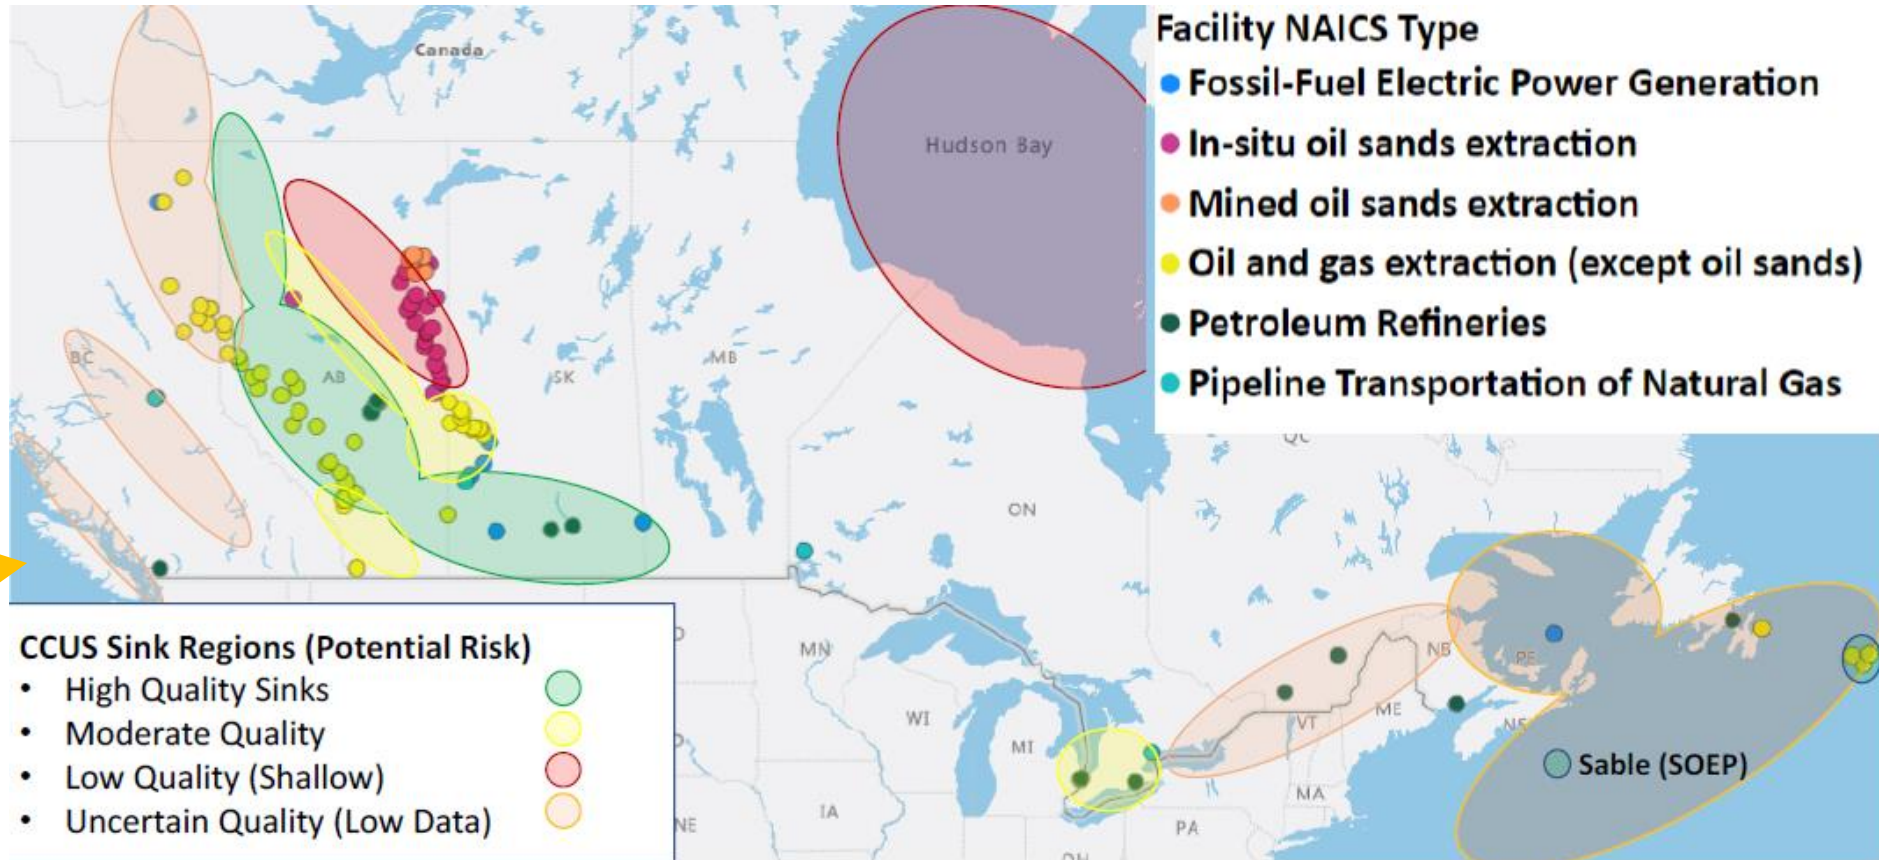 Canada
Hudson Bay
BC
AB
SK
MB
ON
QC
MN
WI
MI
IA
NE
PA
OH
VT
ME
MA
NB
PE
NS
Sable (SOEP)
Facility NAICS Type
Fossil-Fuel Electric Power Generation
In-situ oil sands extraction
Mined oil sands extraction
Oil and gas extraction (except oil sands)
Petroleum Refineries
Pipeline Transportation of Natural Gas
CCUS Sink Regions (Potential Risk)
• High Quality Sinks
• Moderate Quality
• Low Quality (Shallow)
• Uncertain Quality (Low Data)